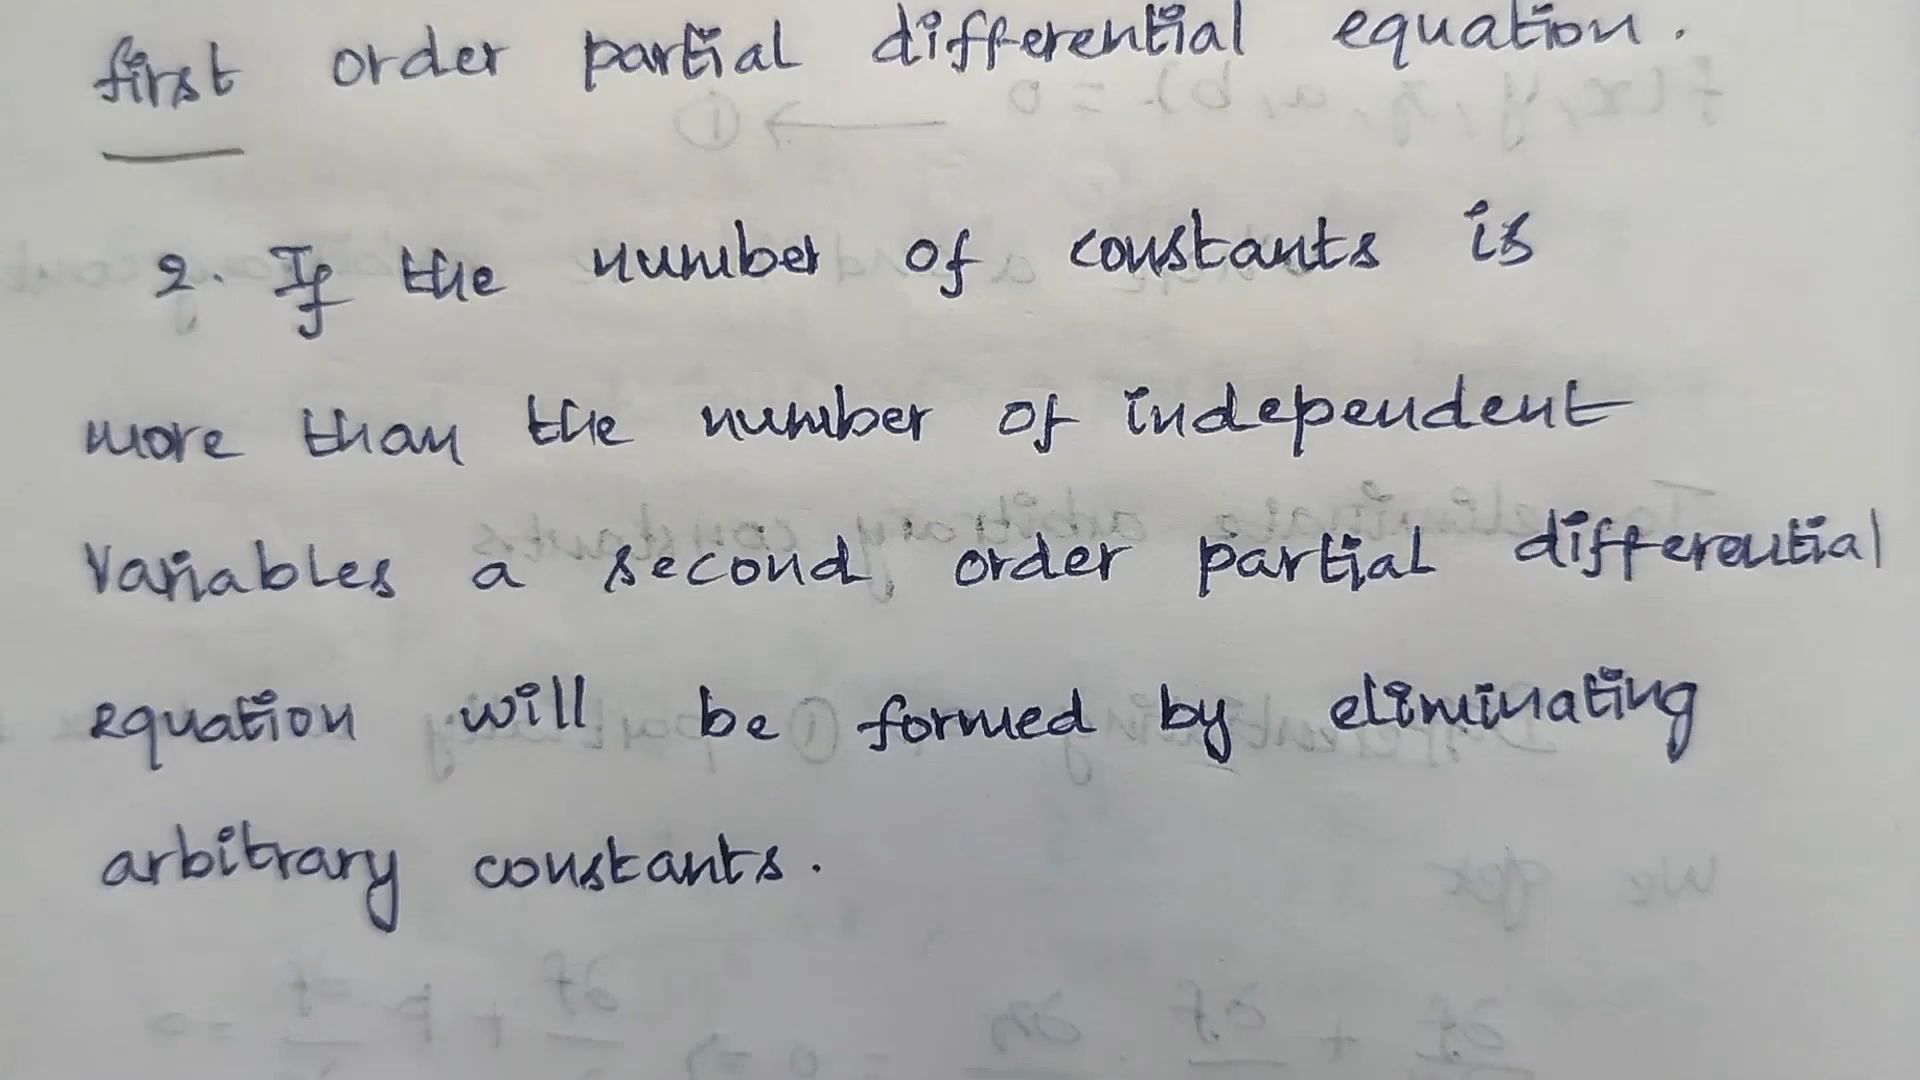 first order partial differential equation.
2. If the number of constants is
more than the number of independent
variables a second order partial differential
equation will be formed by eliminating
arbitrary constants.